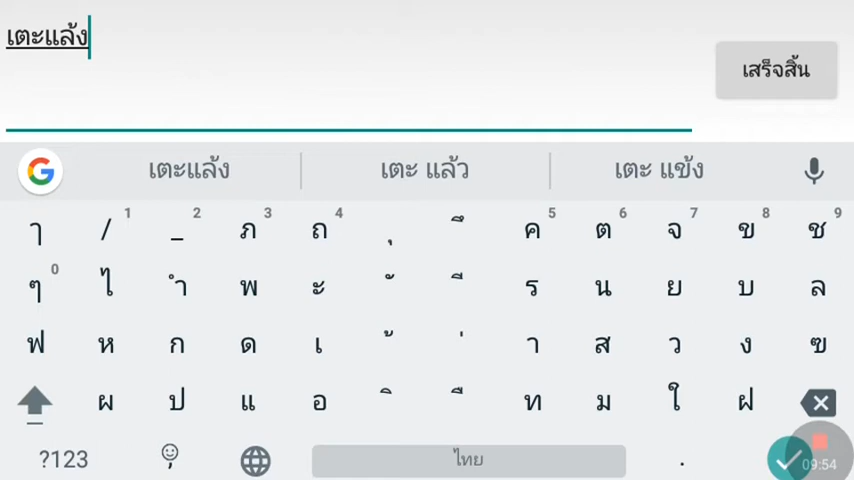 เตะแล้ง
เสร็จสิ้น
เตะแล้ง เตะ แล้ว เตะ แข้ง
ๅ / 1 _ 2 ภ 3 ถ 4 ุ ึ ค 5 ต 6 จ 7 ข 8 ช 9
ๆ 0 ไ ำ พ ะ ั ี ร น ย บ ล
ฟ ห ก ด เ ้ ่ า ส ว ง ฃ
ผ ป แ อ ิ ื ท ม ใ ฝ
?123 , ไทย . 09:54